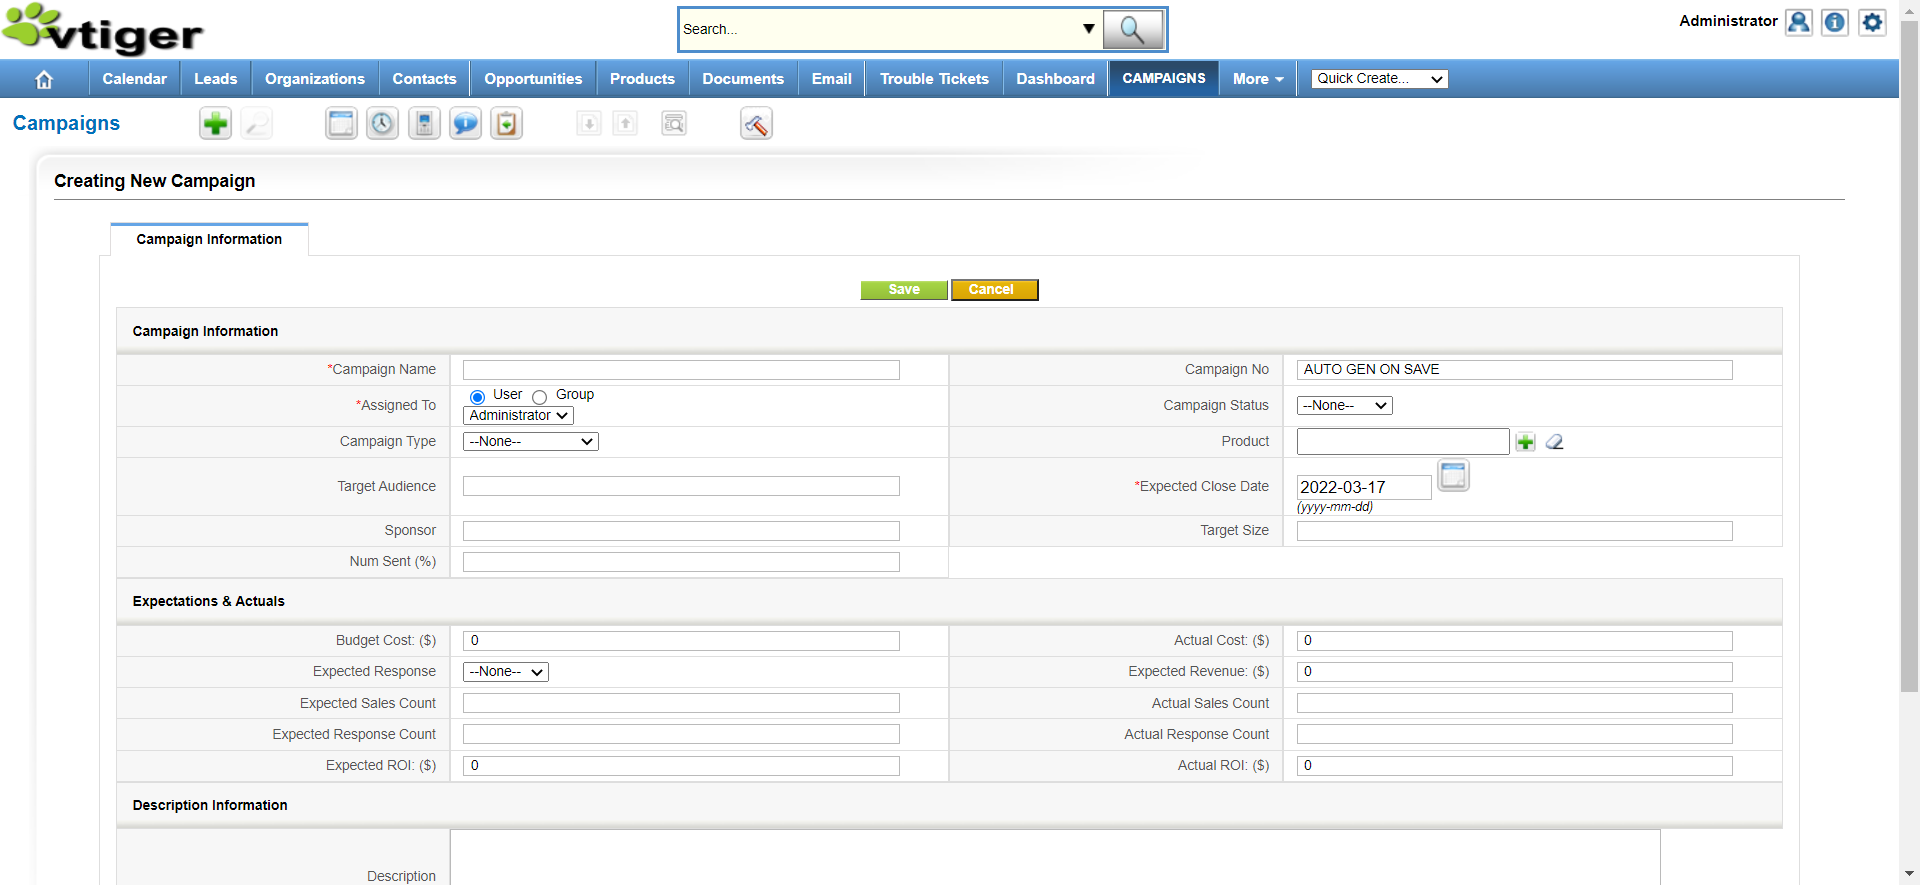 vtiger
Search...
Administrator
Calendar Leads Organizations Contacts Opportunities Products Documents Email Trouble Tickets Dashboard CAMPAIGNS More Quick Create...
Campaigns
Creating New Campaign
Campaign Information
Save Cancel
Campaign Information
*Campaign Name Campaign No AUTO GEN ON SAVE
*Assigned To User Group Administrator Campaign Status --None--
Campaign Type --None-- Product
Target Audience *Expected Close Date 2022-03-17
(yyyy-mm-dd)
Sponsor Target Size
Num Sent (%)
Expectations & Actuals
Budget Cost: ($) 0 Actual Cost: ($) 0
Expected Response --None-- Expected Revenue: ($) 0
Expected Sales Count Actual Sales Count
Expected Response Count Actual Response Count
Expected ROI: ($) 0 Actual ROI: ($) 0
Description Information
Description